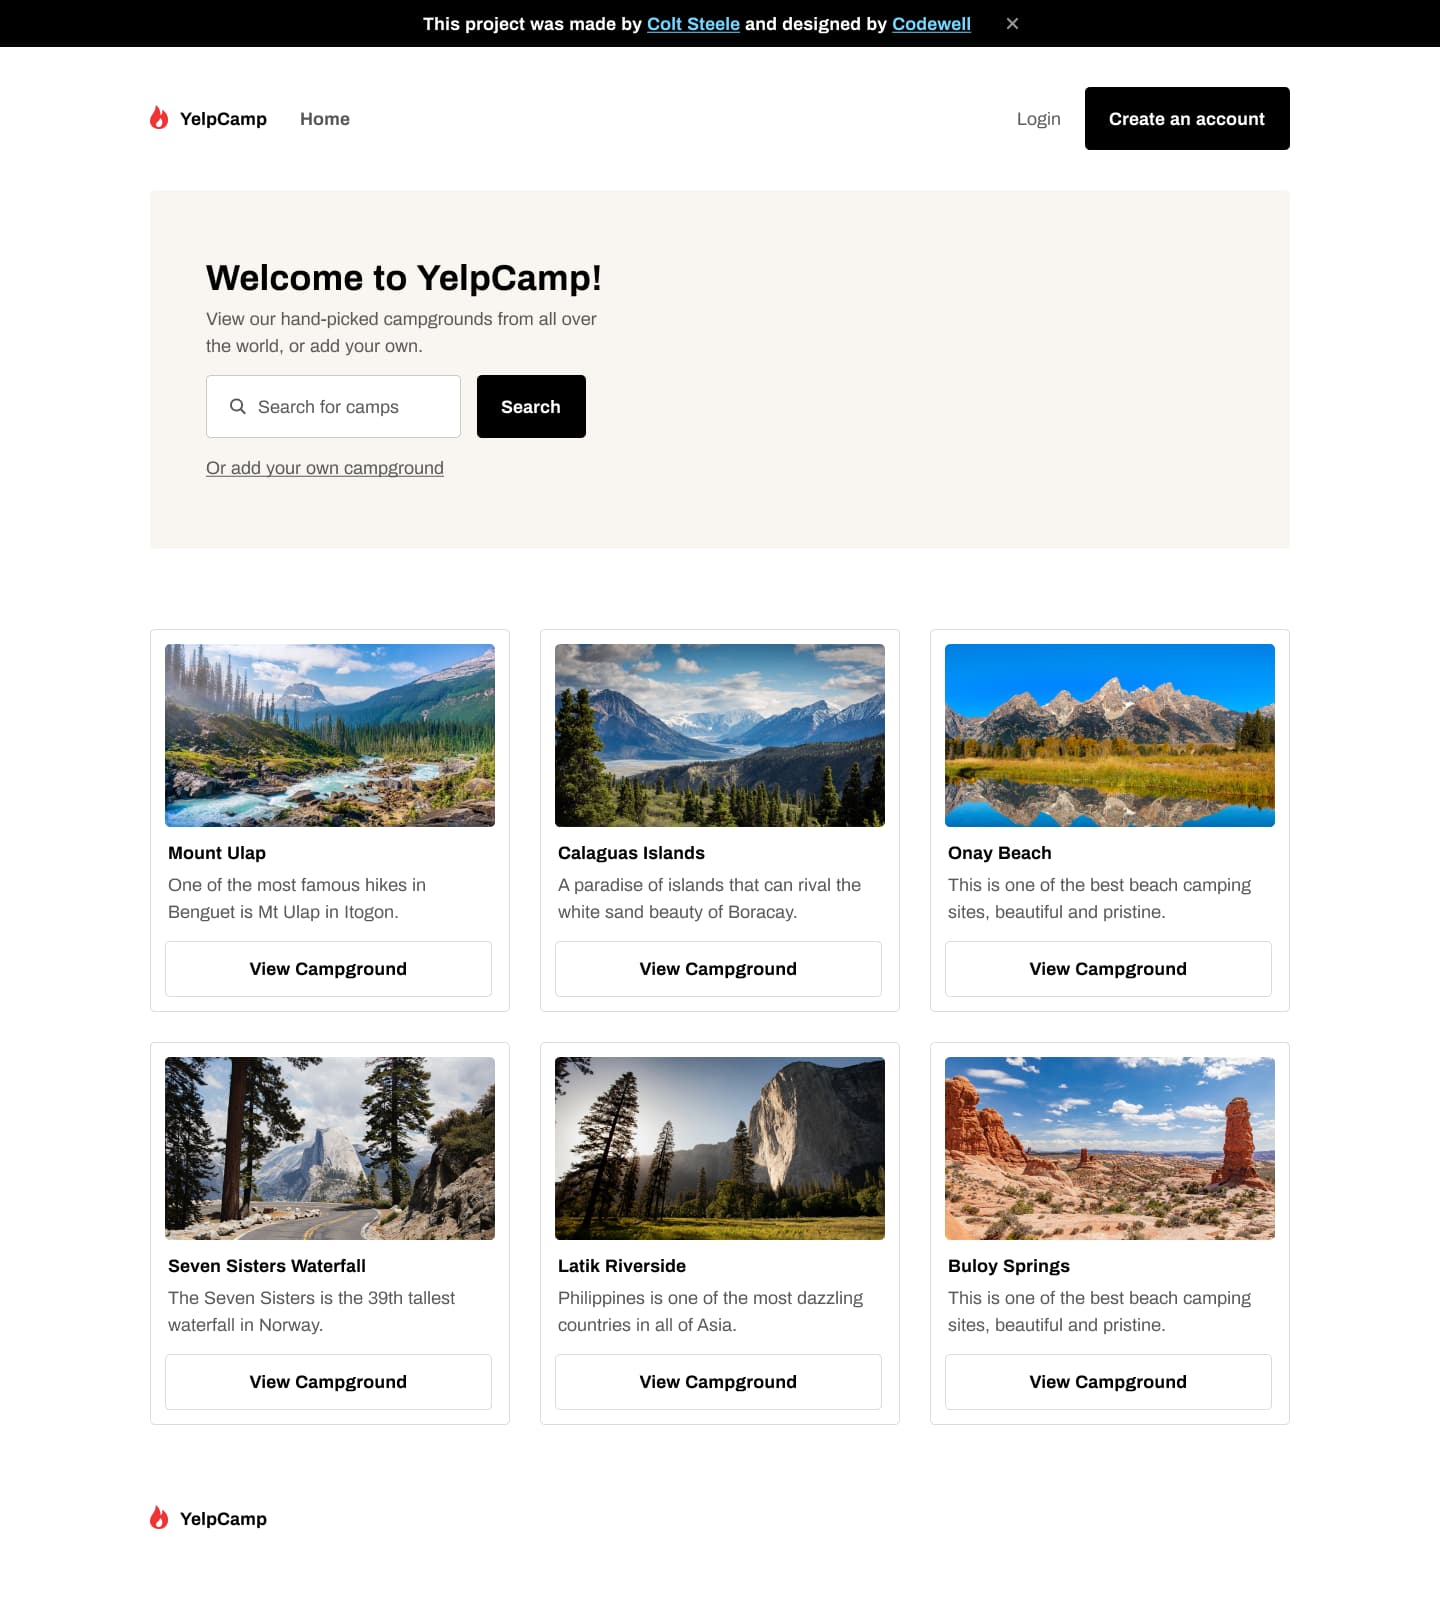 This project was made by Colt Steele and designed by Codewell ×
YelpCamp Home Login Create an account
Welcome to YelpCamp!
View our hand-picked campgrounds from all over
the world, or add your own.
Search for camps Search
Or add your own campground
Mount Ulap
One of the most famous hikes in
Benguet is Mt Ulap in Itogon.
View Campground
Calaguas Islands
A paradise of islands that can rival the
white sand beauty of Boracay.
View Campground
Onay Beach
This is one of the best beach camping
sites, beautiful and pristine.
View Campground
Seven Sisters Waterfall
The Seven Sisters is the 39th tallest
waterfall in Norway.
View Campground
Latik Riverside
Philippines is one of the most dazzling
countries in all of Asia.
View Campground
Buloy Springs
This is one of the best beach camping
sites, beautiful and pristine.
View Campground
YelpCamp